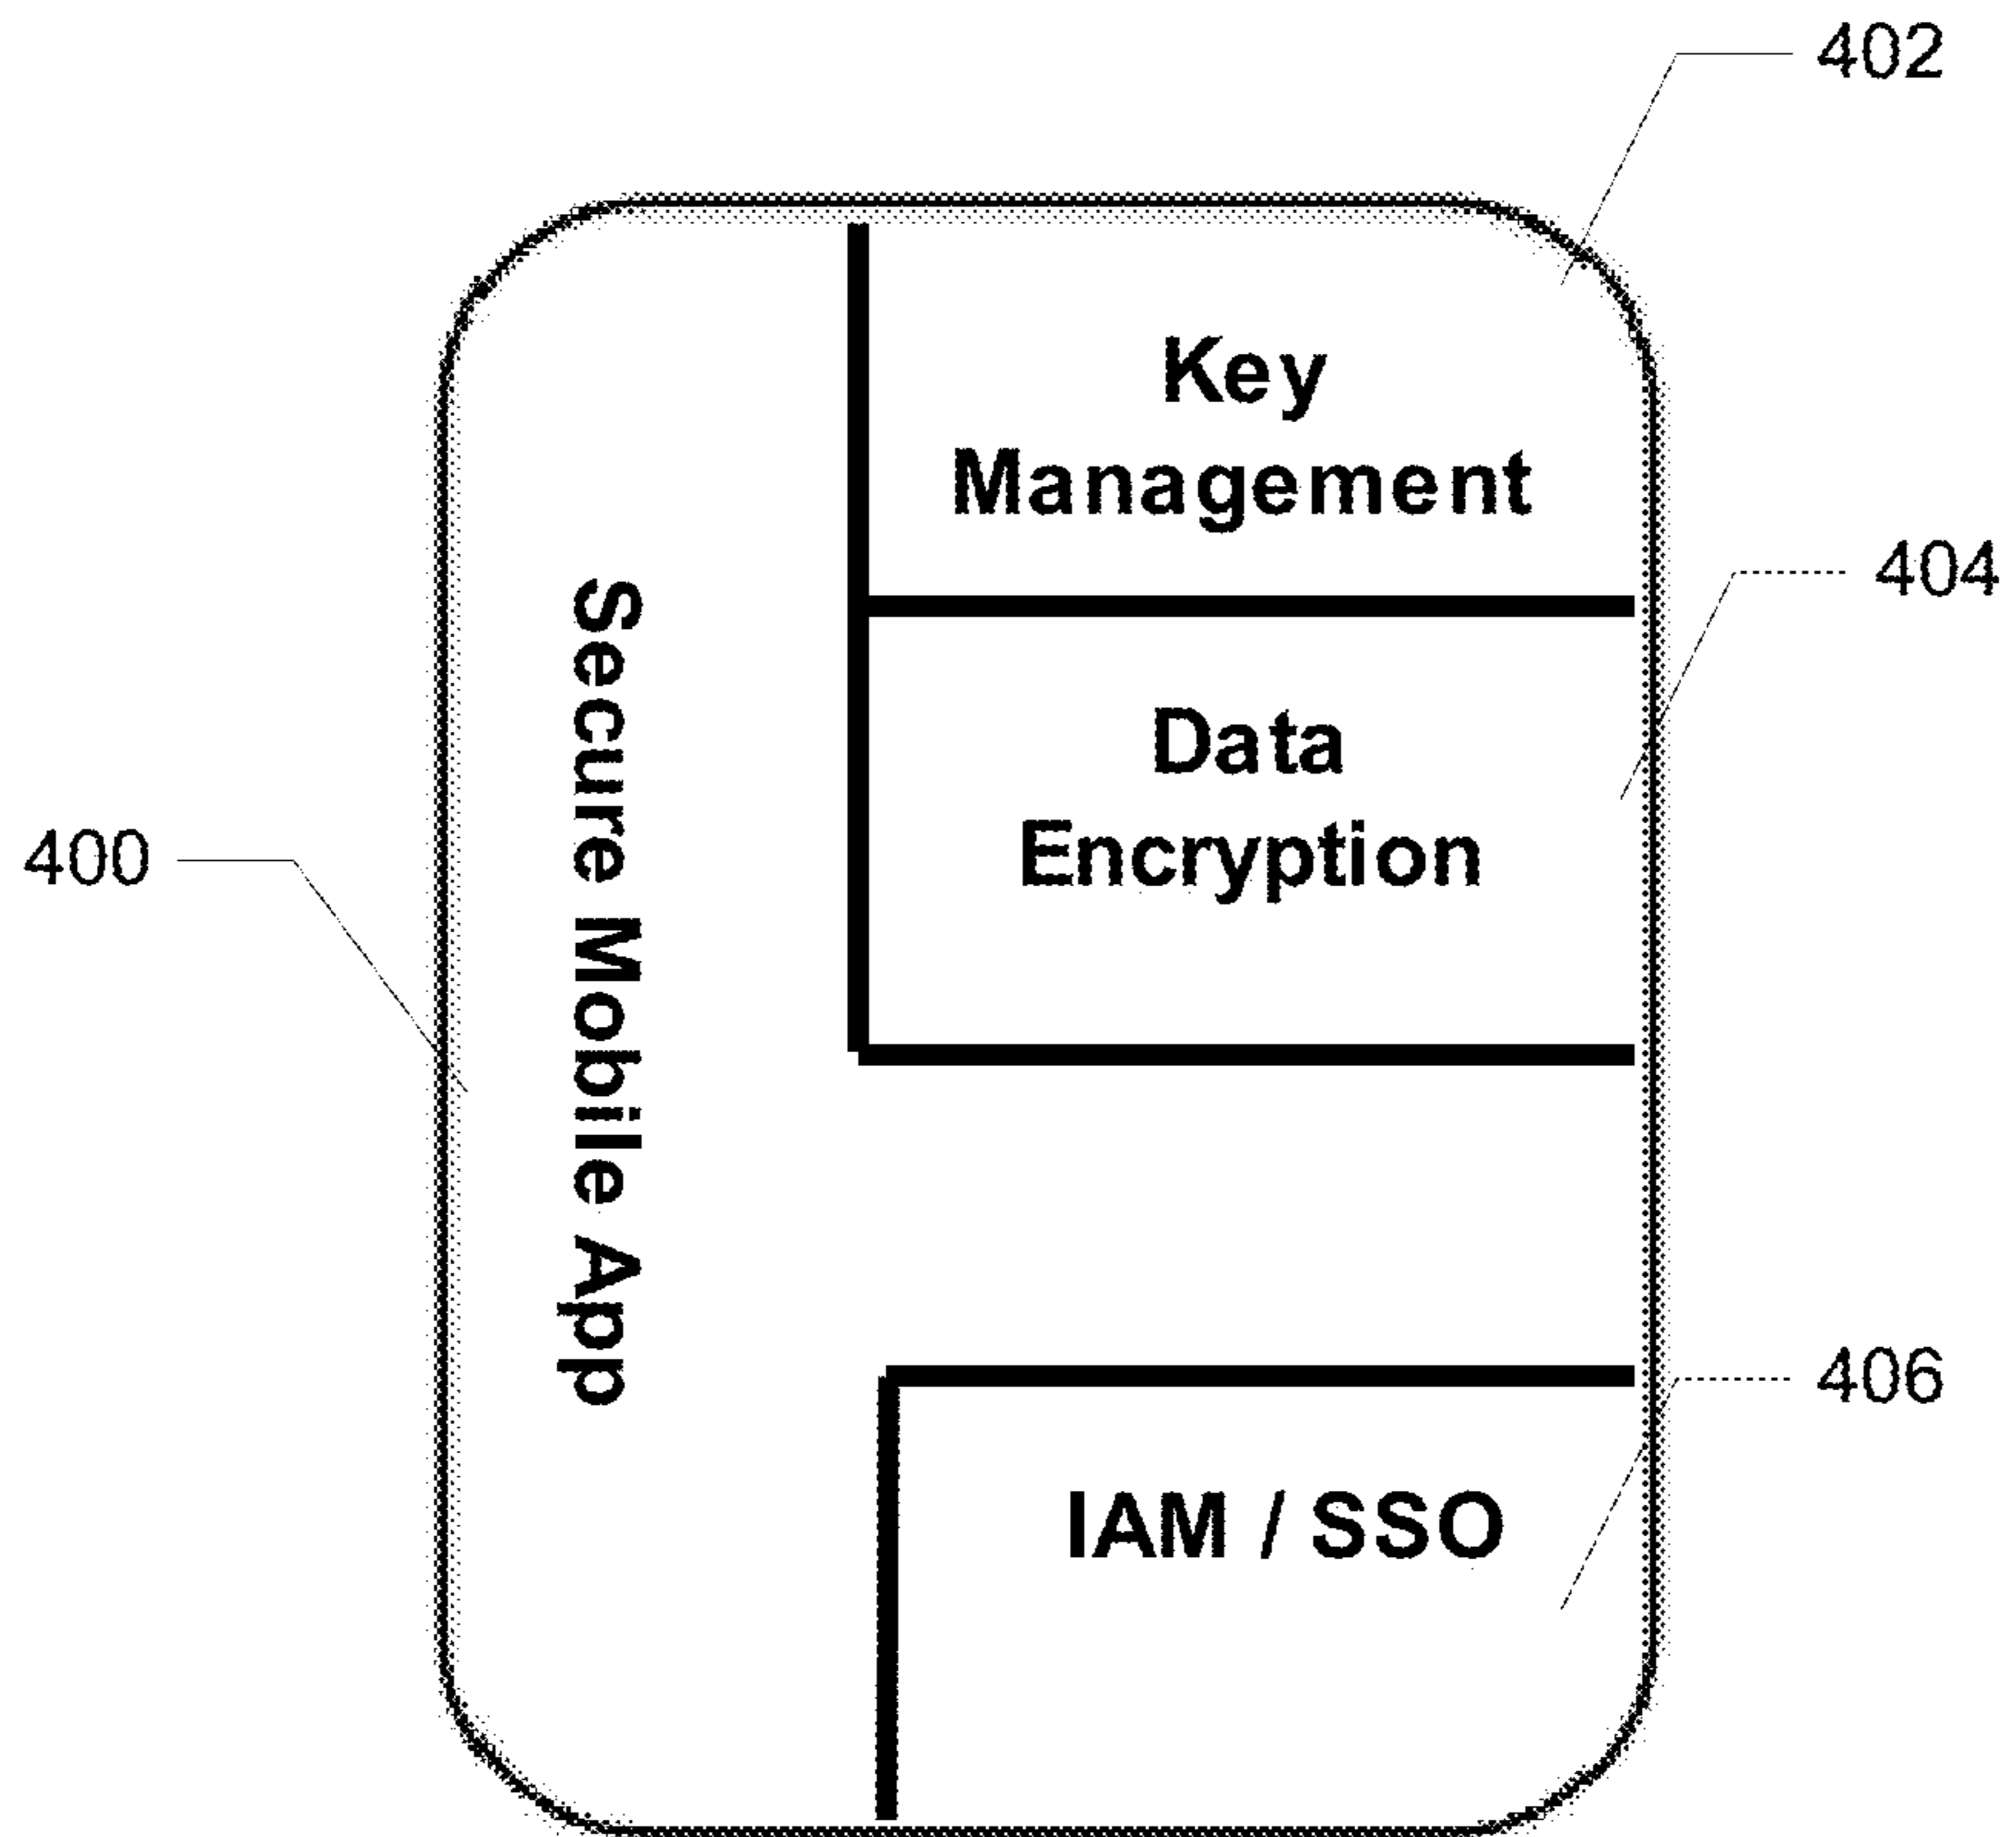 402
Key
Management
404
Data
Encryption
400
Secure Mobile App
406
IAM / SSO